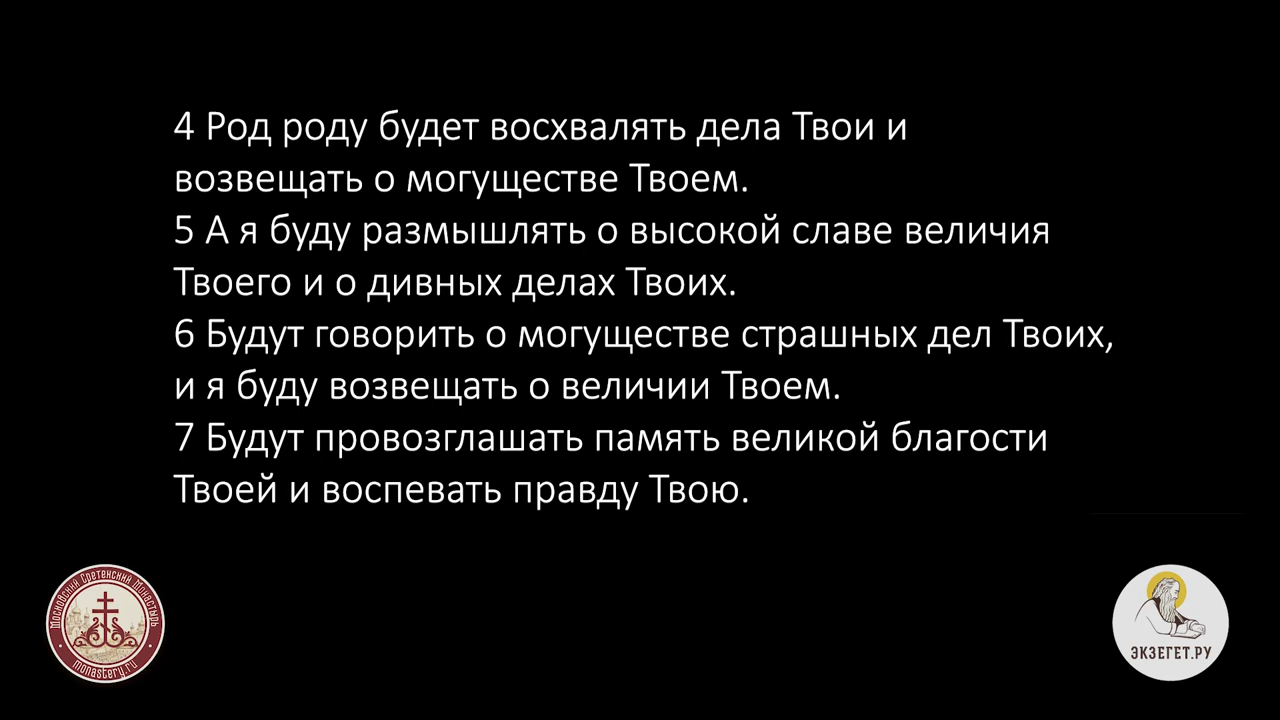 4 Род роду будет восхвалять дела Твои и
возвещать о могуществе Твоем.
5 А я буду размышлять о высокой славе величия
Твоего и о дивных делах Твоих.
6 Будут говорить о могуществе страшных дел Твоих,
и я буду возвещать о величии Твоем.
7 Будут провозглашать память великой благости
Твоей и воспевать правду Твою.
Московский Сретенский Монастырь
monastery.ru
ЭКЗЕГЕТ.РУ